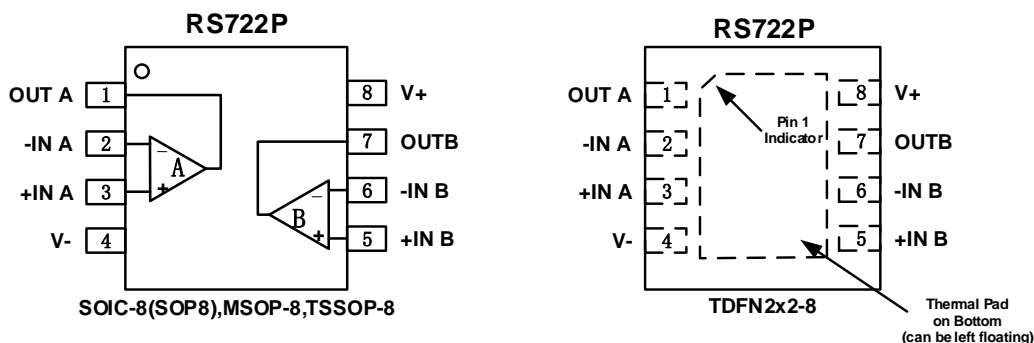 RS722P
OUT A 1
-IN A 2
+IN A 3
V- 4
8 V+
7 OUTB
6 -IN B
5 +IN B
A
B
−
+
−
+
SOIC-8(SOP8),MSOP-8,TSSOP-8
RS722P
OUT A 1
-IN A 2
+IN A 3
V- 4
8 V+
7 OUTB
6 -IN B
5 +IN B
Pin 1
Indicator
TDFN2x2-8
Thermal Pad
on Bottom
(can be left floating)